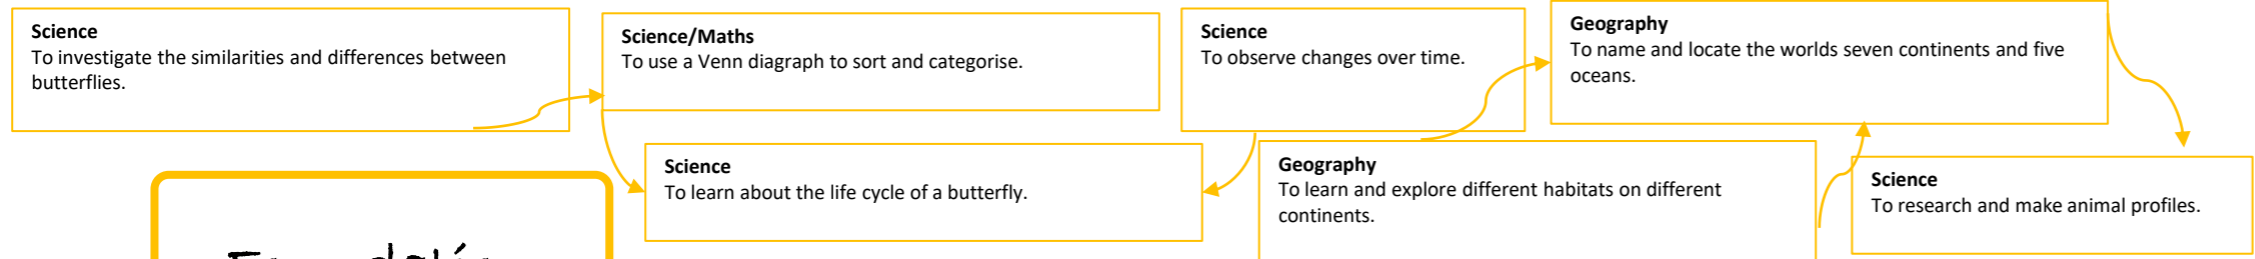 Science
To investigate the similarities and differences between
butterflies.
Science/Maths
To use a Venn diagraph to sort and categorise.
Science
To learn about the life cycle of a butterfly.
Science
To observe changes over time.
Geography
To learn and explore different habitats on different
continents.
Geography
To name and locate the worlds seven continents and five
oceans.
Science
To research and make animal profiles.